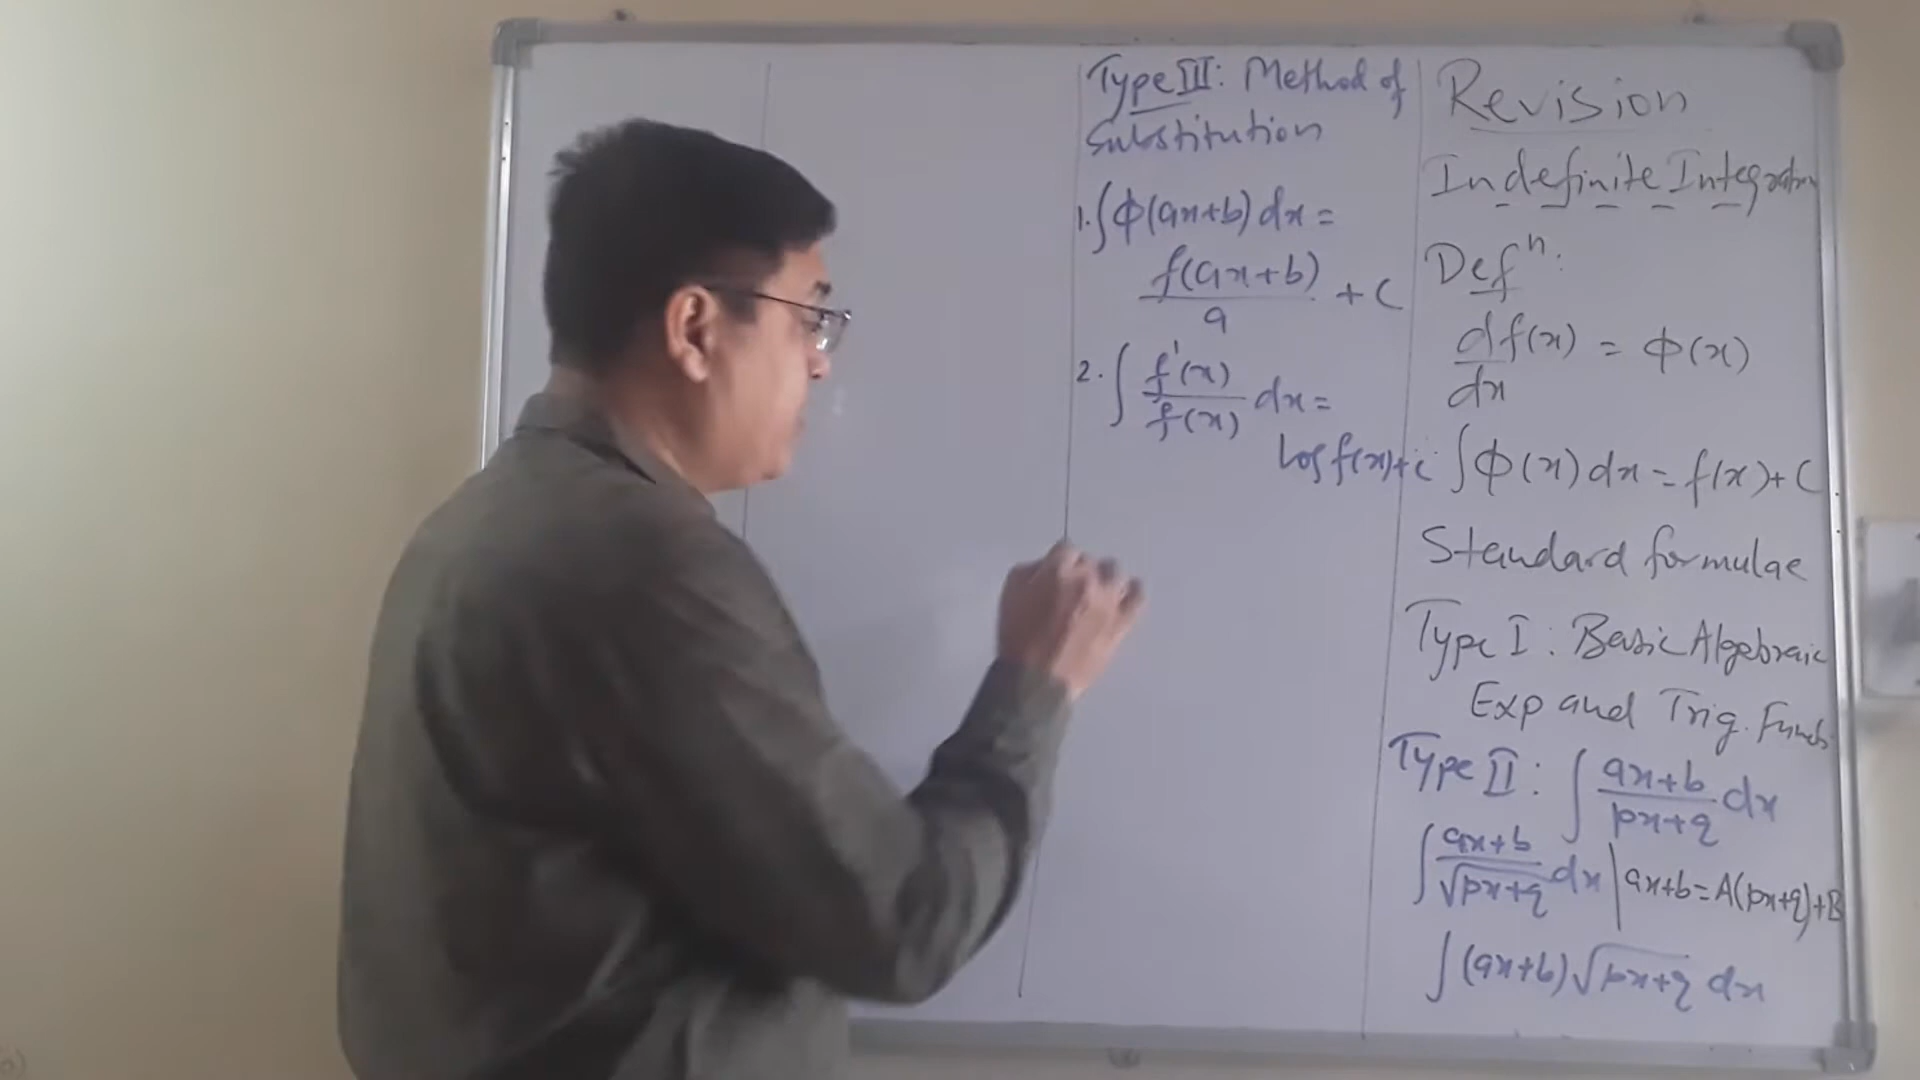 Revision
Indefinite Integration
Defⁿ:
d f(x) = φ(x)
dx
∫φ(x) dx = f(x) + C
Standard formulae
Type I : Basic Algebraic
Exp and Trig. Funcs
Type II : ∫ ax+b / px+q dx
∫ ax+b / √px+q dx | ax+b = A(px+q)+B
∫(ax+b)√px+q dx
Type III: Method of
Substitution
1. ∫φ(ax+b) dx =
f(ax+b) / a + C
2. ∫ f'(x) / f(x) dx =
log f(x) + C